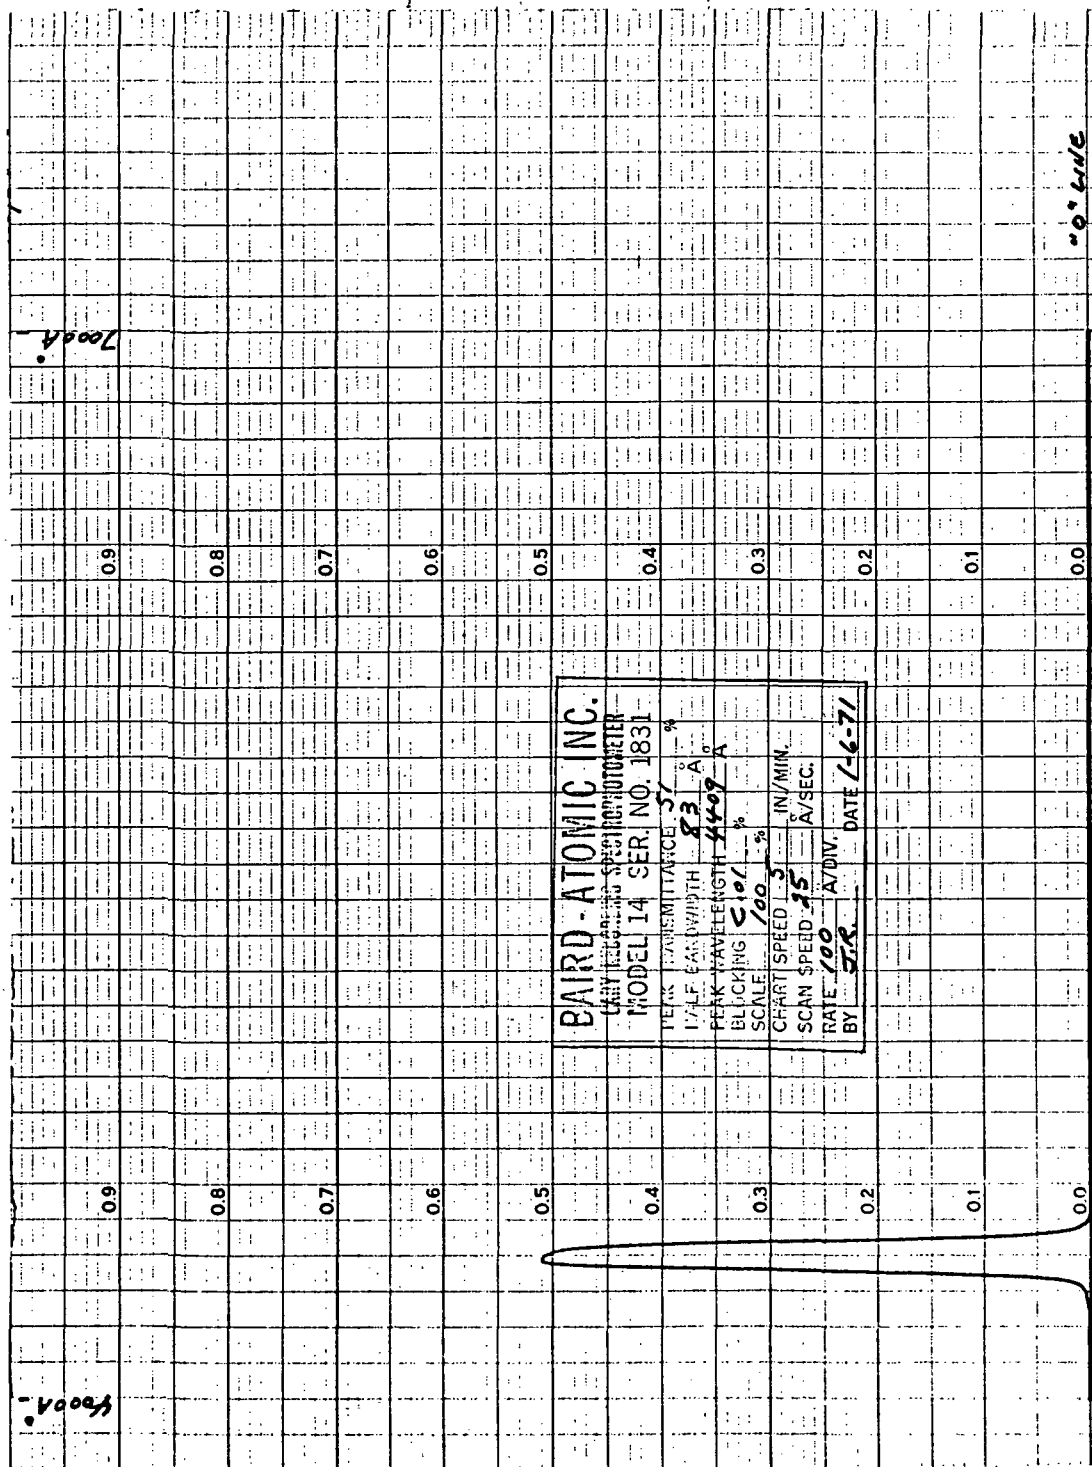 "0" LINE
7000Å
0.9
0.8
0.7
0.6
0.5
0.4
0.3
0.2
0.1
0.0
BAIRD-ATOMIC INC.
CARY RECORDING SPECTROPHOTOMETER
MODEL 14 SER. NO. 1831
PEAK TRANSMITTANCE 51 %
HALF BANDWIDTH 83 Å
PEAK WAVELENGTH 4409 Å
BLOCKING <.01 %
SCALE 100 %
CHART SPEED 5 IN/MIN.
SCAN SPEED 25 Å/SEC.
RATE 100 Å/DIV.
BY J.R. DATE 1-6-71
0.9
0.8
0.7
0.6
0.5
0.4
0.3
0.2
0.1
0.0
4000Å